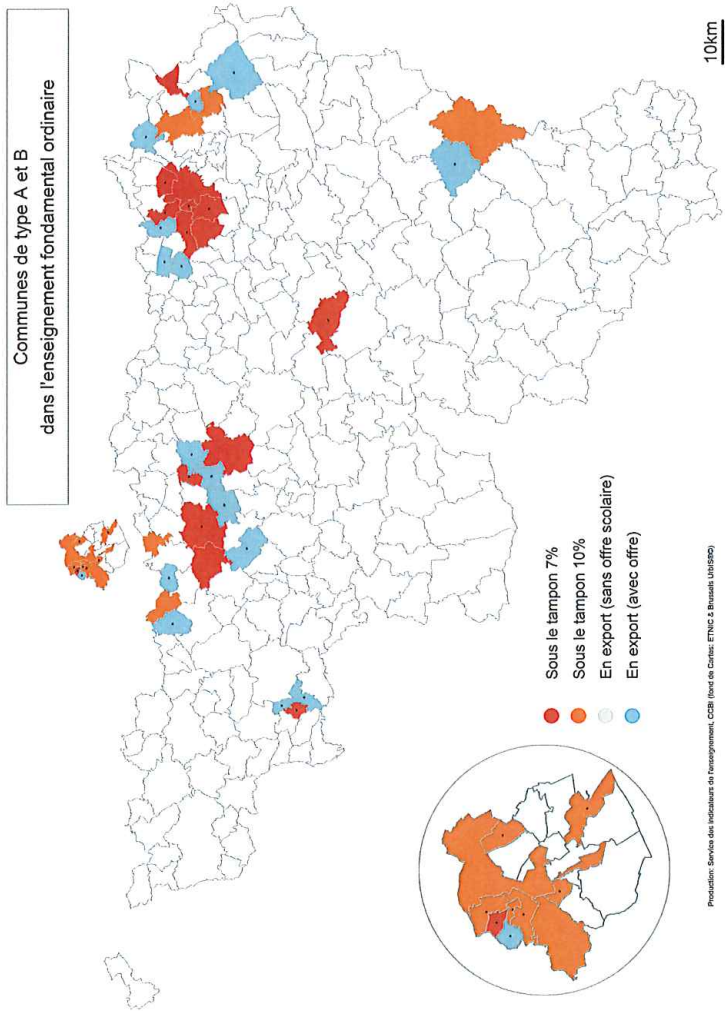 Communes de type A et B
dans l'enseignement fondamental ordinaire
10km
Sous le tampon 7%
Sous le tampon 10%
En export (sans offre scolaire)
En export (avec offre)
Production: Service des indicateurs de l'enseignement, CCBI (fond de Cartes: ETNIC & Brussels UrbISBO)